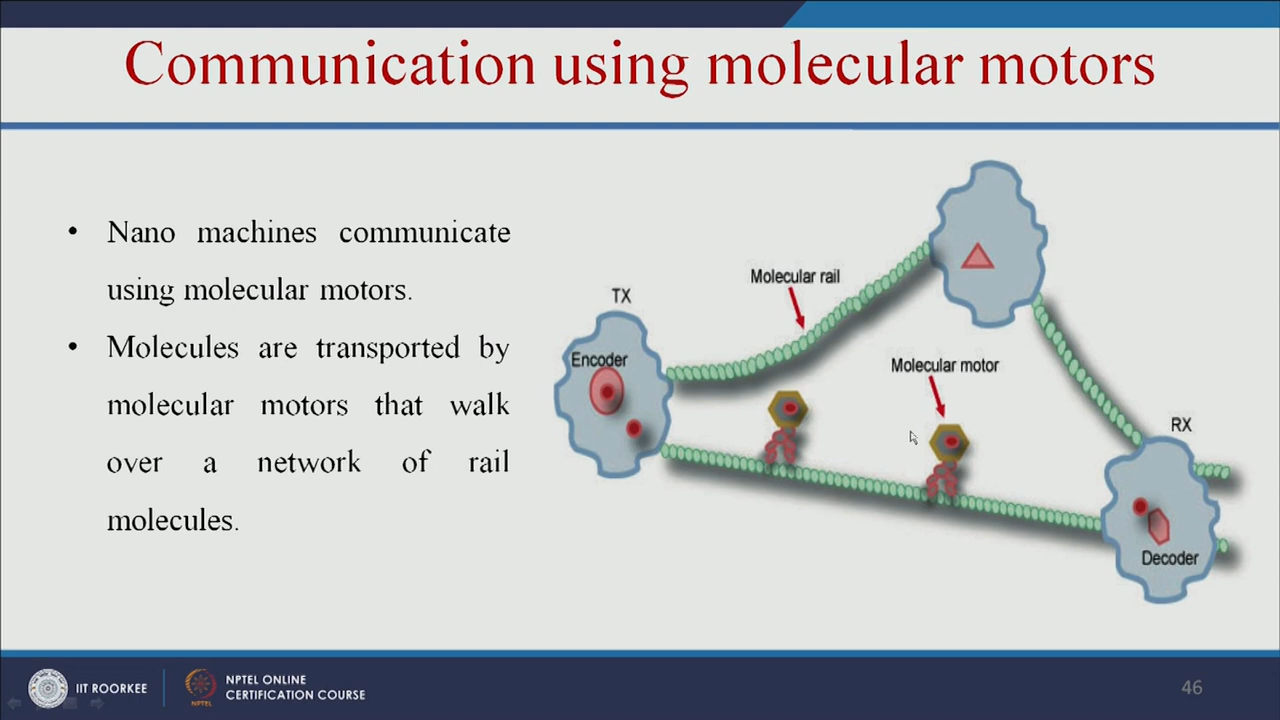 Communication using molecular motors
• Nano machines communicate
using molecular motors.
• Molecules are transported by
molecular motors that walk
over a network of rail
molecules.
TX
Encoder
Molecular rail
Molecular motor
RX
Decoder
IIT ROORKEE
NPTEL
NPTEL ONLINE
CERTIFICATION COURSE
46